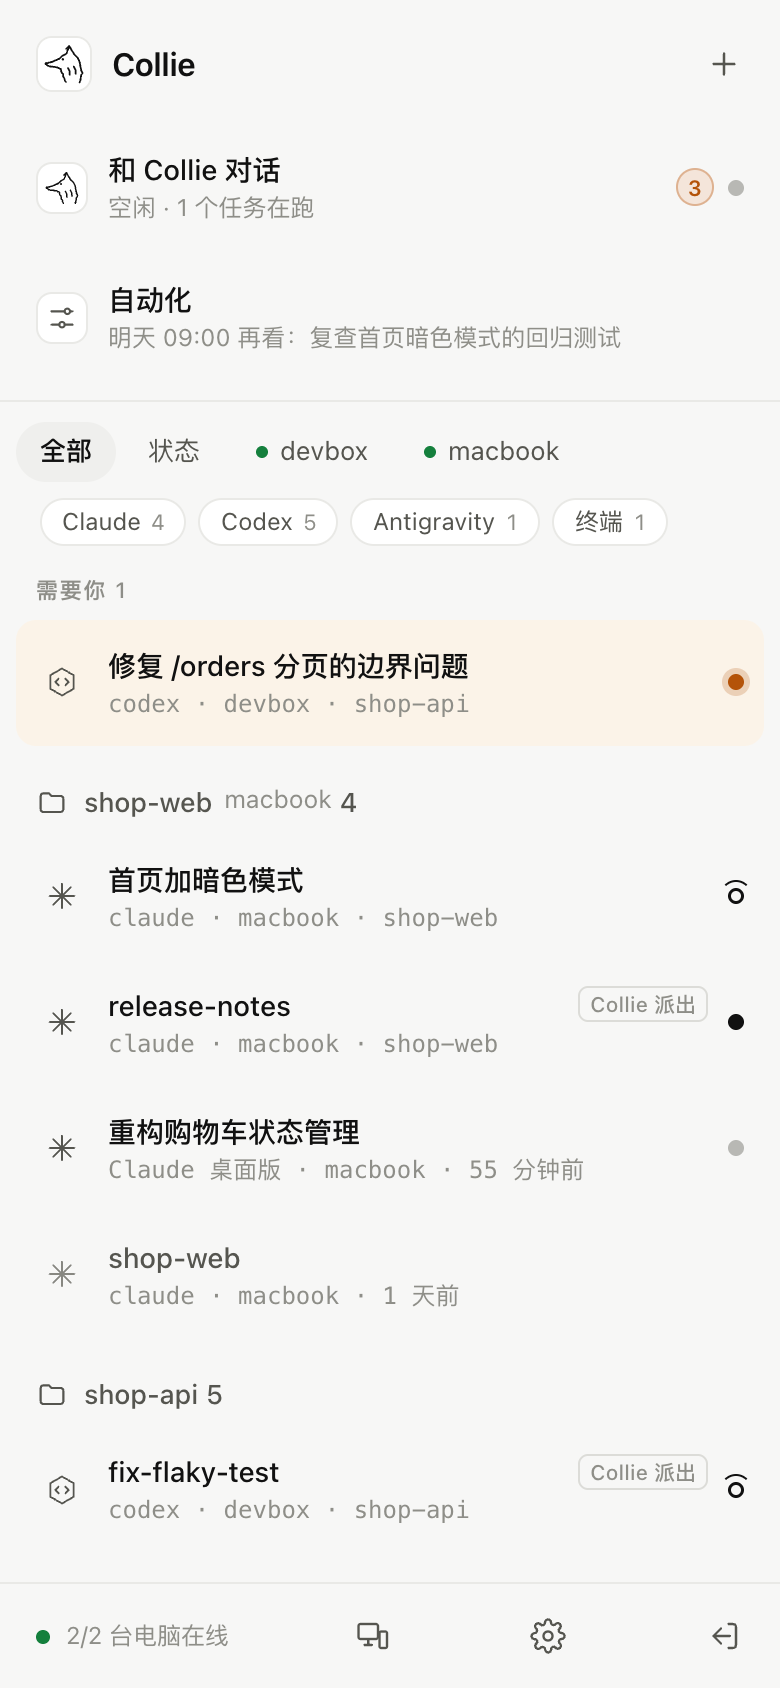 Collie
和 Collie 对话
空闲 · 1 个任务在跑
3
自动化
明天 09:00 再看：复查首页暗色模式的回归测试
全部 状态 devbox macbook
Claude 4 Codex 5 Antigravity 1 终端 1
需要你 1
修复 /orders 分页的边界问题
codex · devbox · shop-api
shop-web macbook 4
首页加暗色模式
claude · macbook · shop-web
release-notes Collie 派出
claude · macbook · shop-web
重构购物车状态管理
Claude 桌面版 · macbook · 55 分钟前
shop-web
claude · macbook · 1 天前
shop-api 5
fix-flaky-test Collie 派出
codex · devbox · shop-api
2/2 台电脑在线